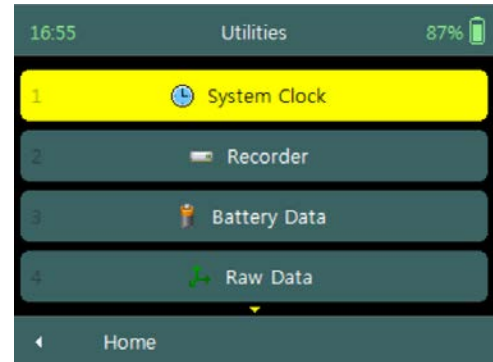 16:55 Utilities 87%
1 System Clock
2 Recorder
3 Battery Data
4 Raw Data
Home